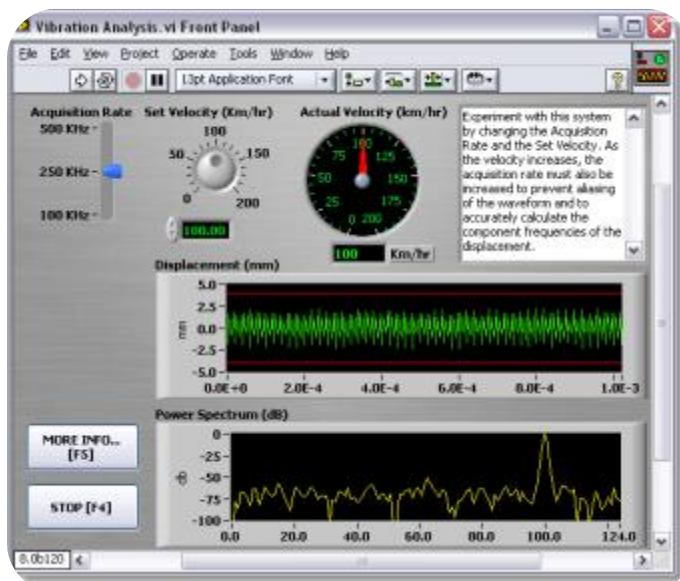 Vibration Analysis.vi Front Panel
File Edit View Project Operate Tools Window Help
13pt Application Font
?
Acquisition Rate
500 KHz
250 KHz
100 KHz
Set Velocity (Km/hr)
100
50
150
0
200
100.00
Actual Velocity (km/hr)
100
75
125
50
150
25
175
0
200
100 Km/hr
Experiment with this system
by changing the Acquisition
Rate and the Set Velocity. As
the velocity increases, the
acquisition rate must also be
increased to prevent aliasing
of the waveform and to
accurately calculate the
component frequencies of the
displacement.
Displacement (mm)
mm
5.0
2.5
0.0
-2.5
-5.0
0.0E+0 2.0E-4 4.0E-4 6.0E-4 8.0E-4 1.0E-3
MORE INFO...
[F5]
STOP [F4]
Power Spectrum (dB)
db
0
-25
-50
-75
-100
0.0 20.0 40.0 60.0 80.0 100.0 124.0
8.0b120